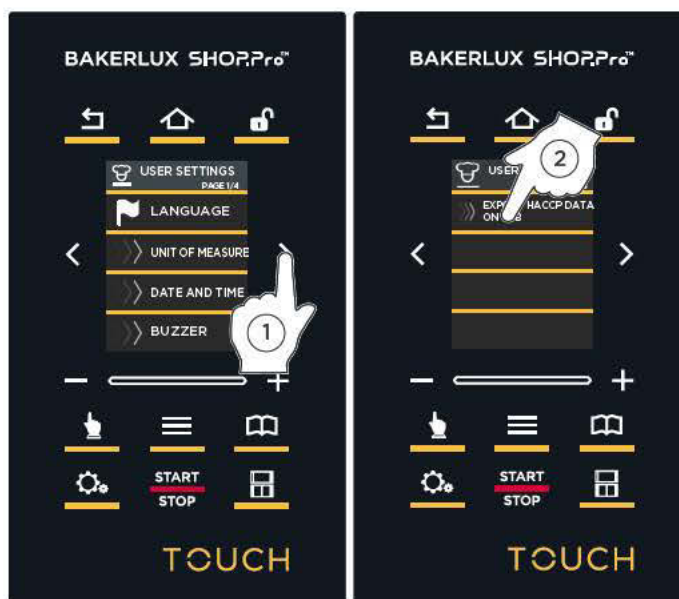 BAKERLUX SHOP.Pro™
USER SETTINGS
PAGE 1/4
LANGUAGE
UNIT OF MEASURE
DATE AND TIME
BUZZER
1
START
STOP
TOUCH
BAKERLUX SHOP.Pro™
2
HACCP DATA
START
STOP
TOUCH